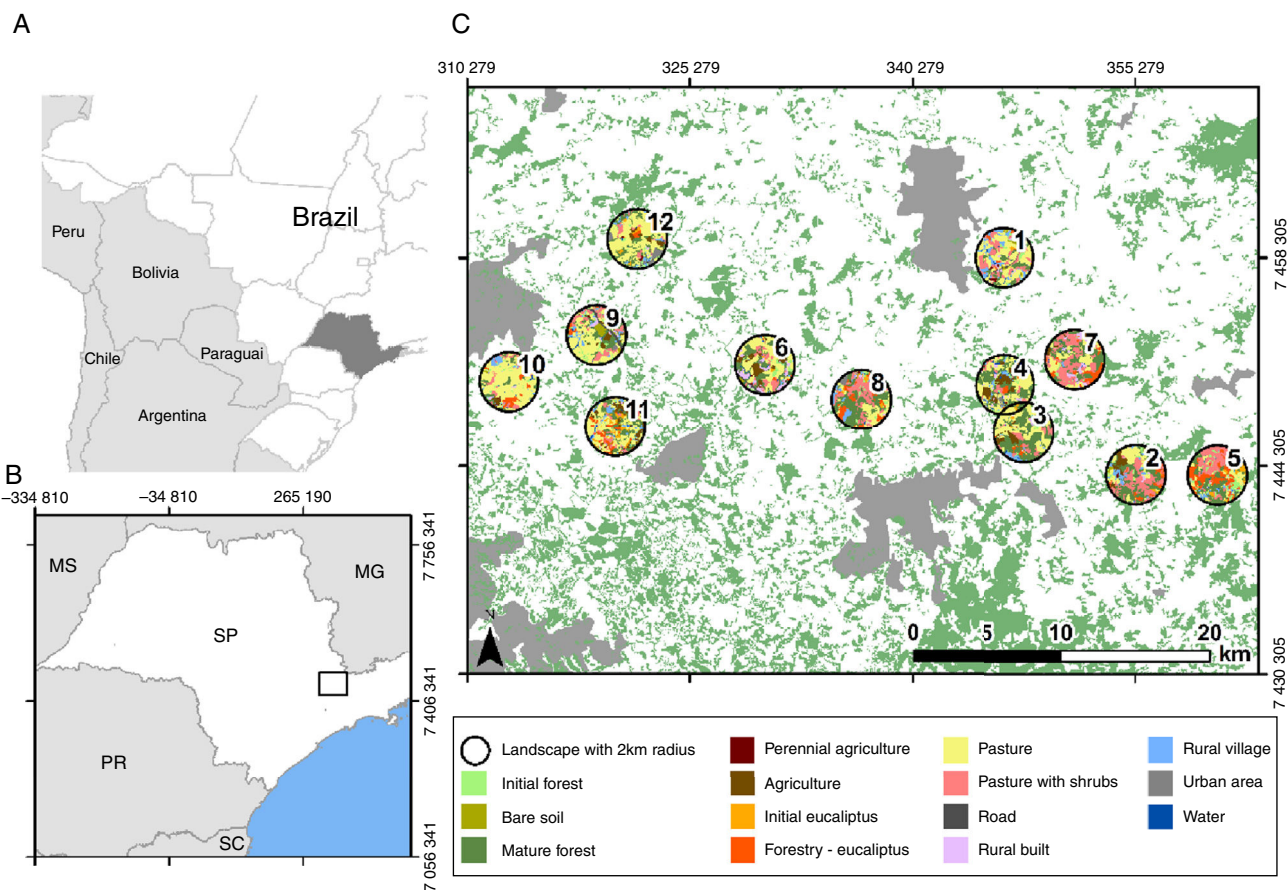 A
Brazil
Peru
Bolivia
Chile
Paraguai
Argentina
B
−334 810
−34 810
265 190
MS
MG
SP
PR
SC
7 756 341
7 406 341
7 056 341
C
310 279
325 279
340 279
355 279
12
1
9
6
7
10
4
8
11
3
2
5
7 458 305
7 444 305
7 430 305
N
0 5 10 20
km
Landscape with 2km radius
Initial forest
Bare soil
Mature forest
Perennial agriculture
Agriculture
Initial eucaliptus
Forestry - eucaliptus
Pasture
Pasture with shrubs
Road
Rural built
Rural village
Urban area
Water